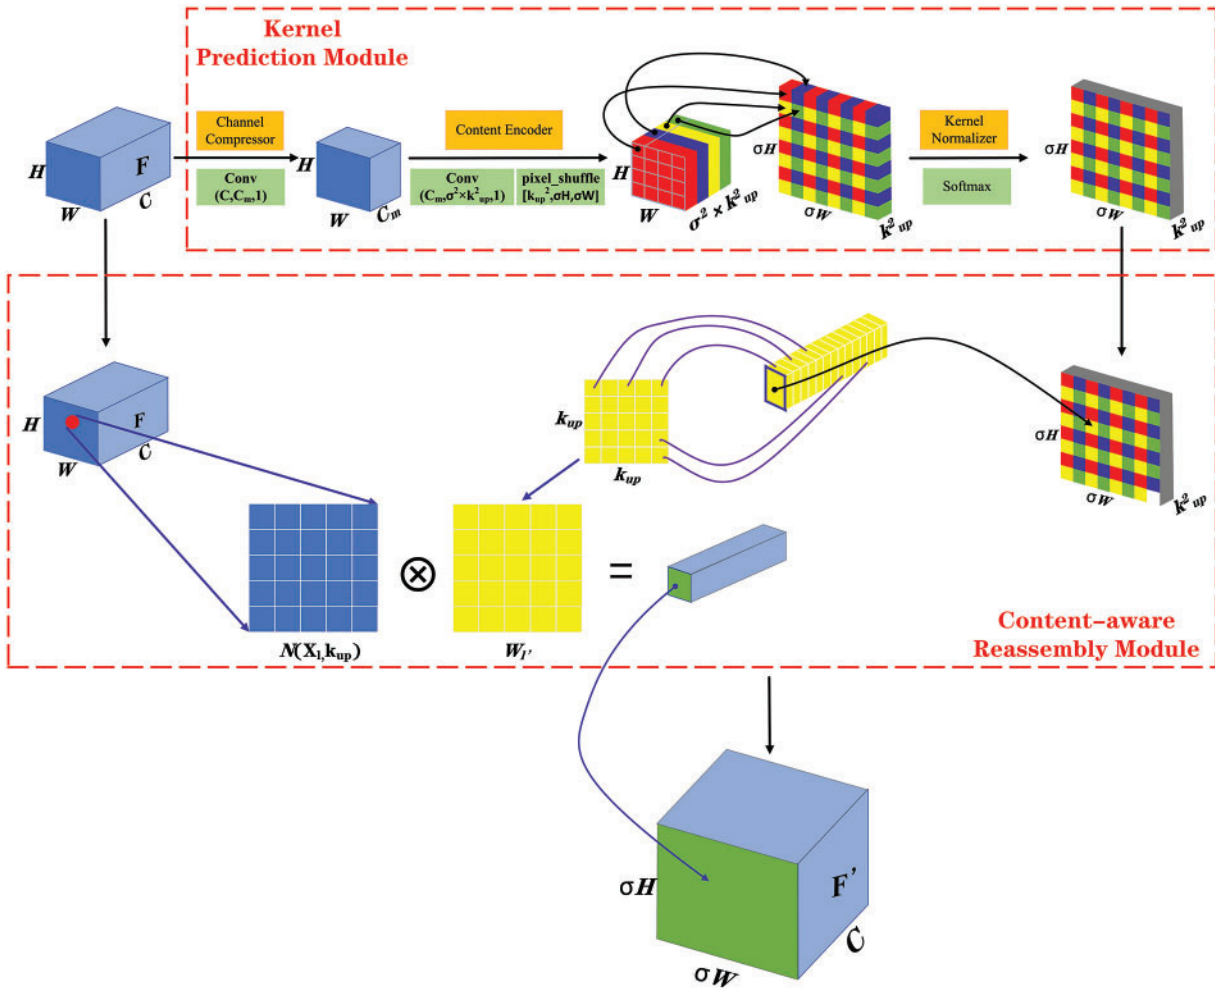 Kernel
Prediction Module
H
W
F
C
Channel
Compressor
Conv
(C,Cₘ,1)
H
W
Cₘ
Content Encoder
Conv
(Cₘ,σ²×k²ᵤₚ,1)
pixel_shuffle
[kᵤₚ²,σH,σW]
H
W
σ² × k²ᵤₚ
σH
σW
k²ᵤₚ
Kernel
Normalizer
Softmax
σH
σW
k²ᵤₚ
H
W
F
C
kᵤₚ
kᵤₚ
σH
σW
k²ᵤₚ
⊗
=
N(Xₗ,kᵤₚ)
W_{l'}
Content-aware
Reassembly Module
σH
σW
F'
C